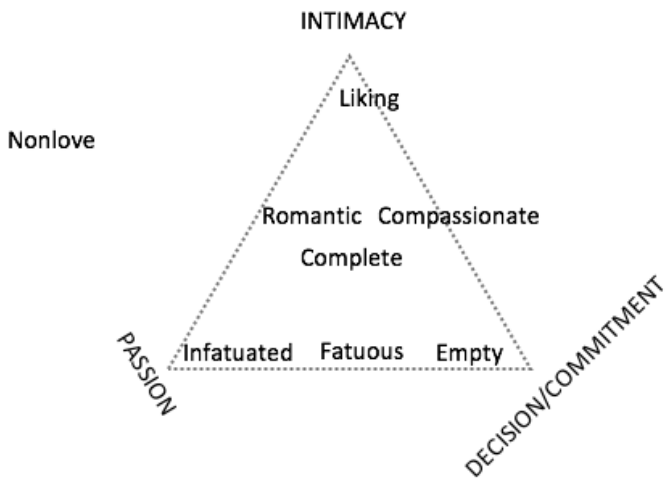 INTIMACY
Liking
Nonlove
Romantic Compassionate
Complete
Infatuated Fatuous Empty
PASSION
DECISION/COMMITMENT